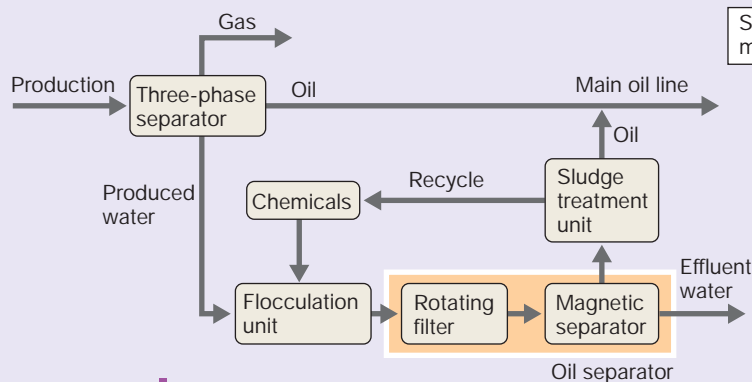 Gas
Production
Three-phase
separator
Oil
Main oil line
Oil
Produced
water
Chemicals
Recycle
Sludge
treatment
unit
Flocculation
unit
Rotating
filter
Magnetic
separator
Effluent
water
Oil separator